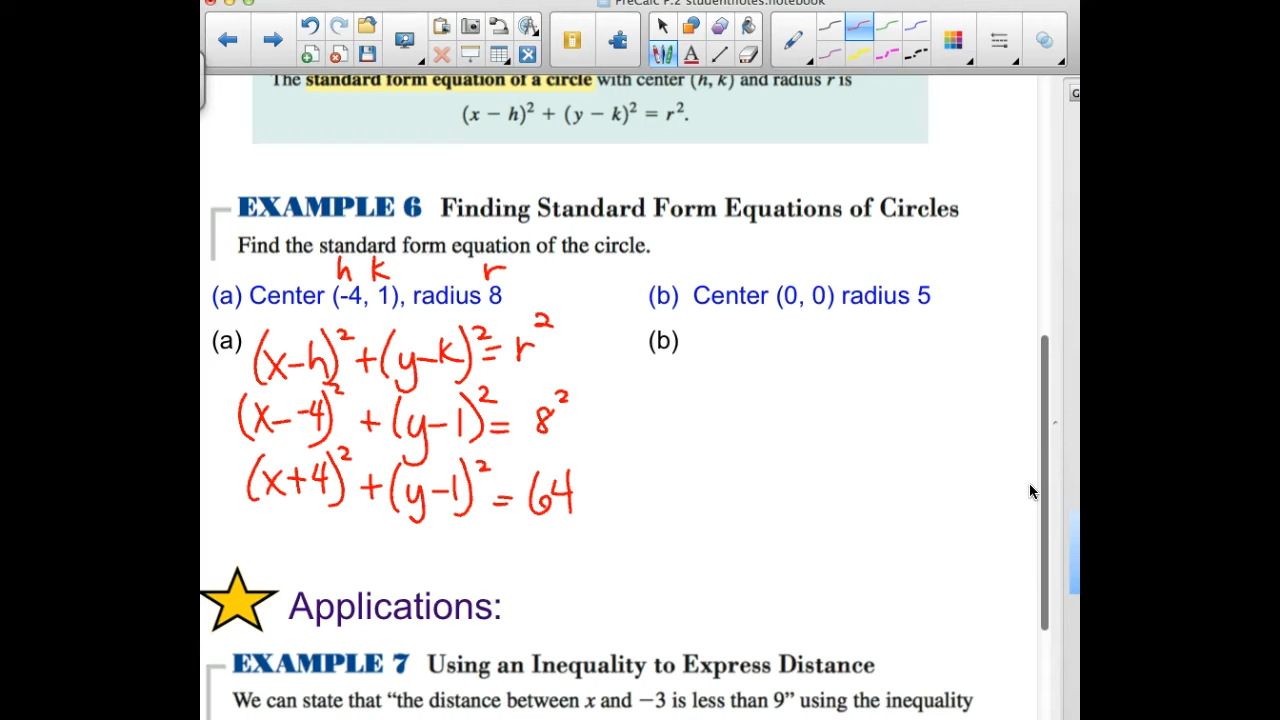 PreCalc P.2 studentnotes.notebook
The standard form equation of a circle with center (h, k) and radius r is
(x − h)² + (y − k)² = r².
EXAMPLE 6 Finding Standard Form Equations of Circles
Find the standard form equation of the circle.
h k r
(a) Center (-4, 1), radius 8
(b) Center (0, 0) radius 5
(a) (x−h)² + (y−k)² = r²
(x−-4)² + (y−1)² = 8²
(x+4)² + (y−1)² = 64
(b)
Applications:
EXAMPLE 7 Using an Inequality to Express Distance
We can state that “the distance between x and −3 is less than 9” using the inequality